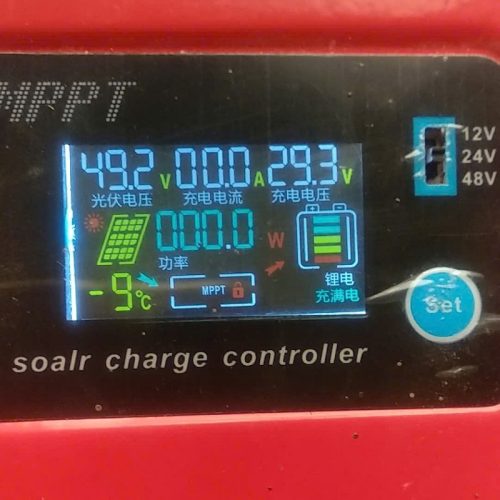 MPPT
12V
24V
48V
49.2 V 00.0 A 29.3 V
光伏电压 充电电流 充电电压
000.0 W
功率
锂电
充满电
-9℃
MPPT
Set
soalr charge controller